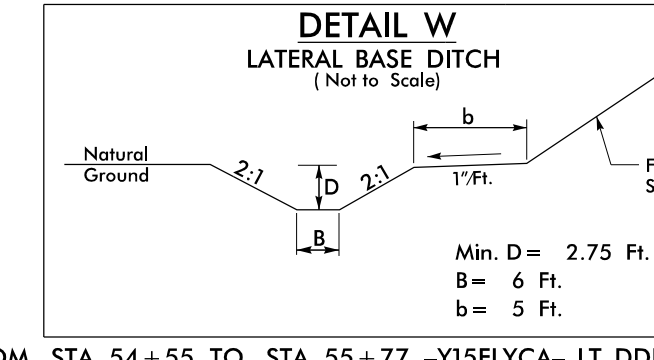 DETAIL W
LATERAL BASE DITCH
( Not to Scale)
b
Natural
Ground
2:1
D
2:1
1"/Ft.
B
Min. D = 2.75 Ft.
B = 6 Ft.
b = 5 Ft.
STA. 54+55 TO STA. 55+77 -Y15FLYCA- LT